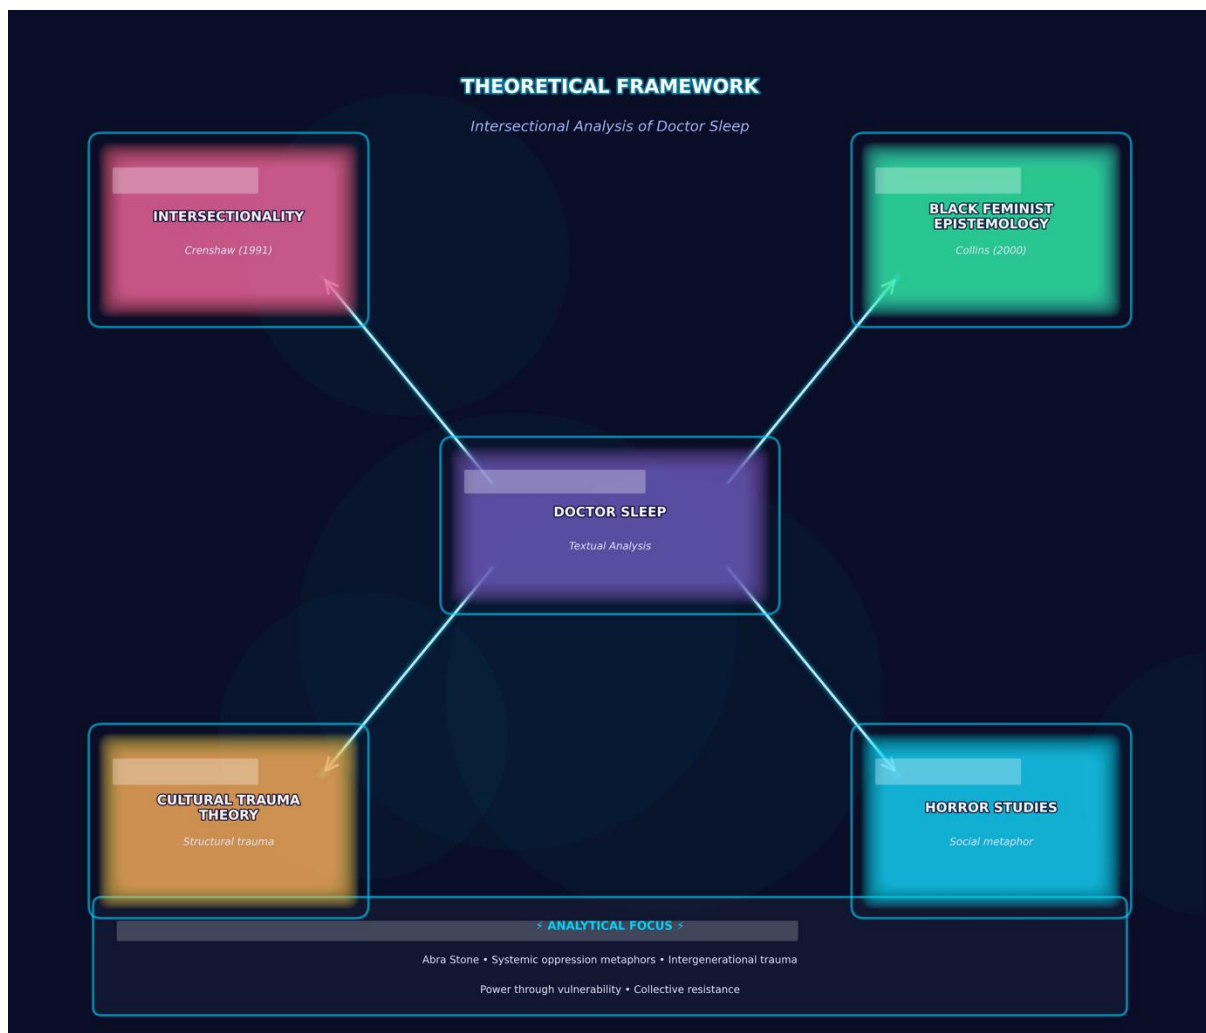 THEORETICAL FRAMEWORK
Intersectional Analysis of Doctor Sleep
INTERSECTIONALITY
Crenshaw (1991)
BLACK FEMINIST
EPISTEMOLOGY
Collins (2000)
DOCTOR SLEEP
Textual Analysis
CULTURAL TRAUMA
THEORY
Structural trauma
HORROR STUDIES
Social metaphor
⚡ ANALYTICAL FOCUS ⚡
Abra Stone • Systemic oppression metaphors • Intergenerational trauma
Power through vulnerability • Collective resistance